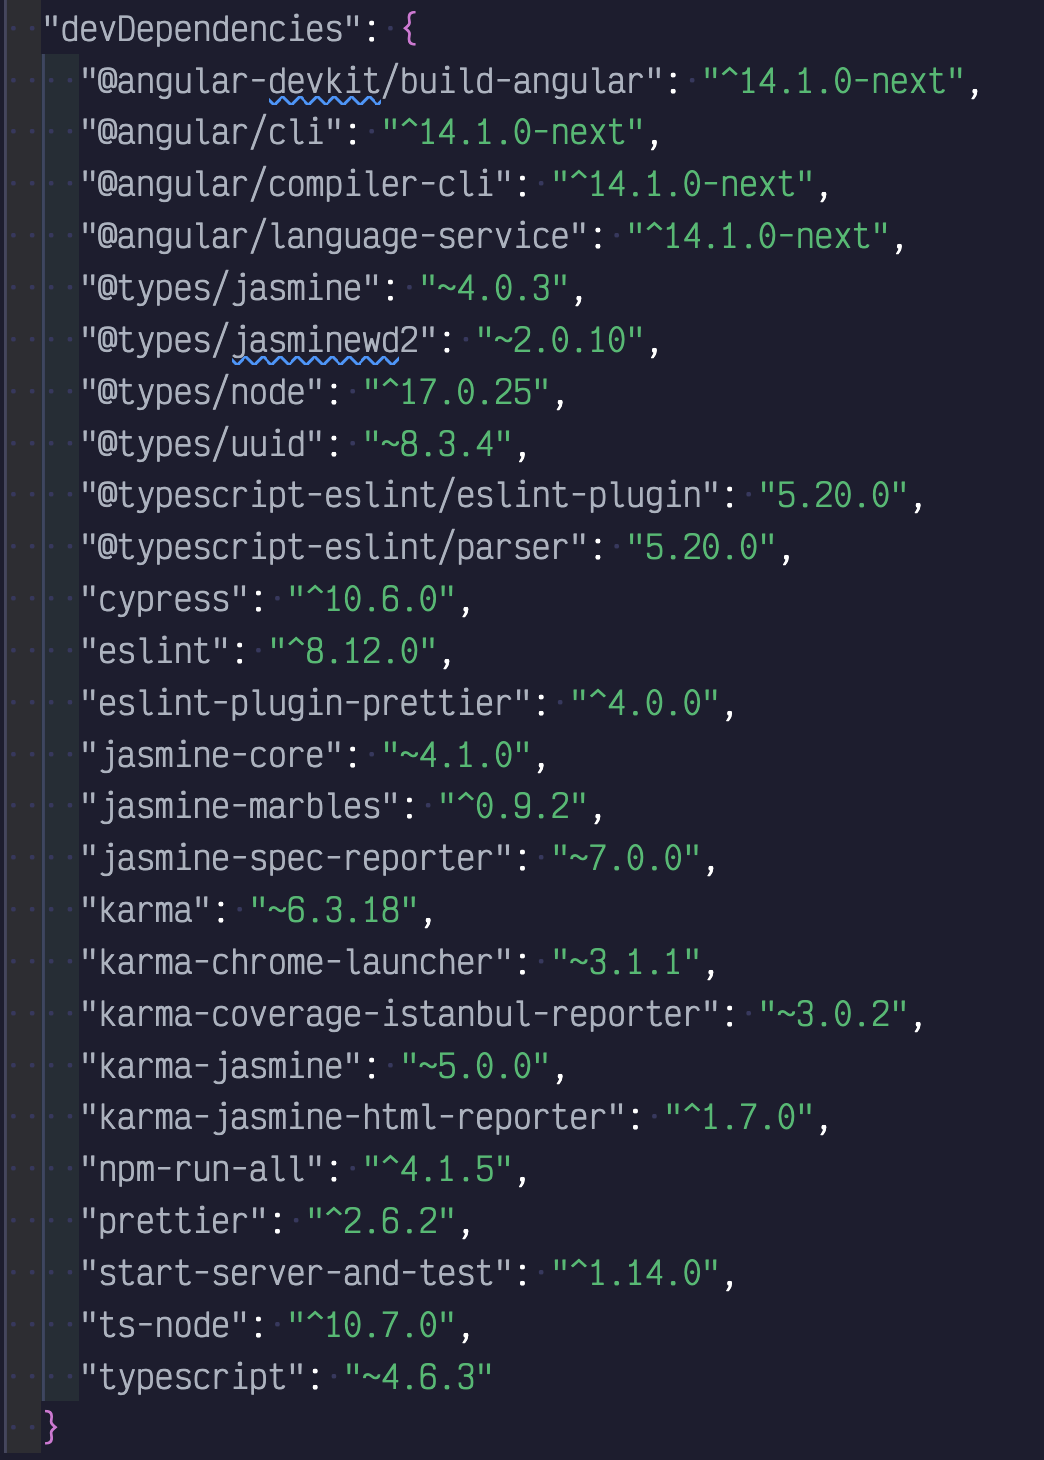 "devDependencies": {
"@angular-devkit/build-angular": "^14.1.0-next",
"@angular/cli": "^14.1.0-next",
"@angular/compiler-cli": "^14.1.0-next",
"@angular/language-service": "^14.1.0-next",
"@types/jasmine": "~4.0.3",
"@types/jasminewd2": "~2.0.10",
"@types/node": "^17.0.25",
"@types/uuid": "~8.3.4",
"@typescript-eslint/eslint-plugin": "5.20.0",
"@typescript-eslint/parser": "5.20.0",
"cypress": "^10.6.0",
"eslint": "^8.12.0",
"eslint-plugin-prettier": "^4.0.0",
"jasmine-core": "~4.1.0",
"jasmine-marbles": "^0.9.2",
"jasmine-spec-reporter": "~7.0.0",
"karma": "~6.3.18",
"karma-chrome-launcher": "~3.1.1",
"karma-coverage-istanbul-reporter": "~3.0.2",
"karma-jasmine": "~5.0.0",
"karma-jasmine-html-reporter": "^1.7.0",
"npm-run-all": "^4.1.5",
"prettier": "^2.6.2",
"start-server-and-test": "^1.14.0",
"ts-node": "^10.7.0",
"typescript": "~4.6.3"
}